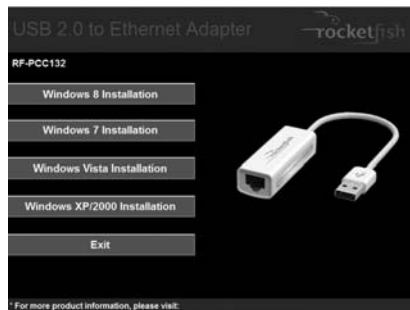 USB 2.0 to Ethernet Adapter
rocketfish
RF-PCC132
Windows 8 Installation
Windows 7 Installation
Windows Vista Installation
Windows XP/2000 Installation
Exit
* For more product information, please visit: